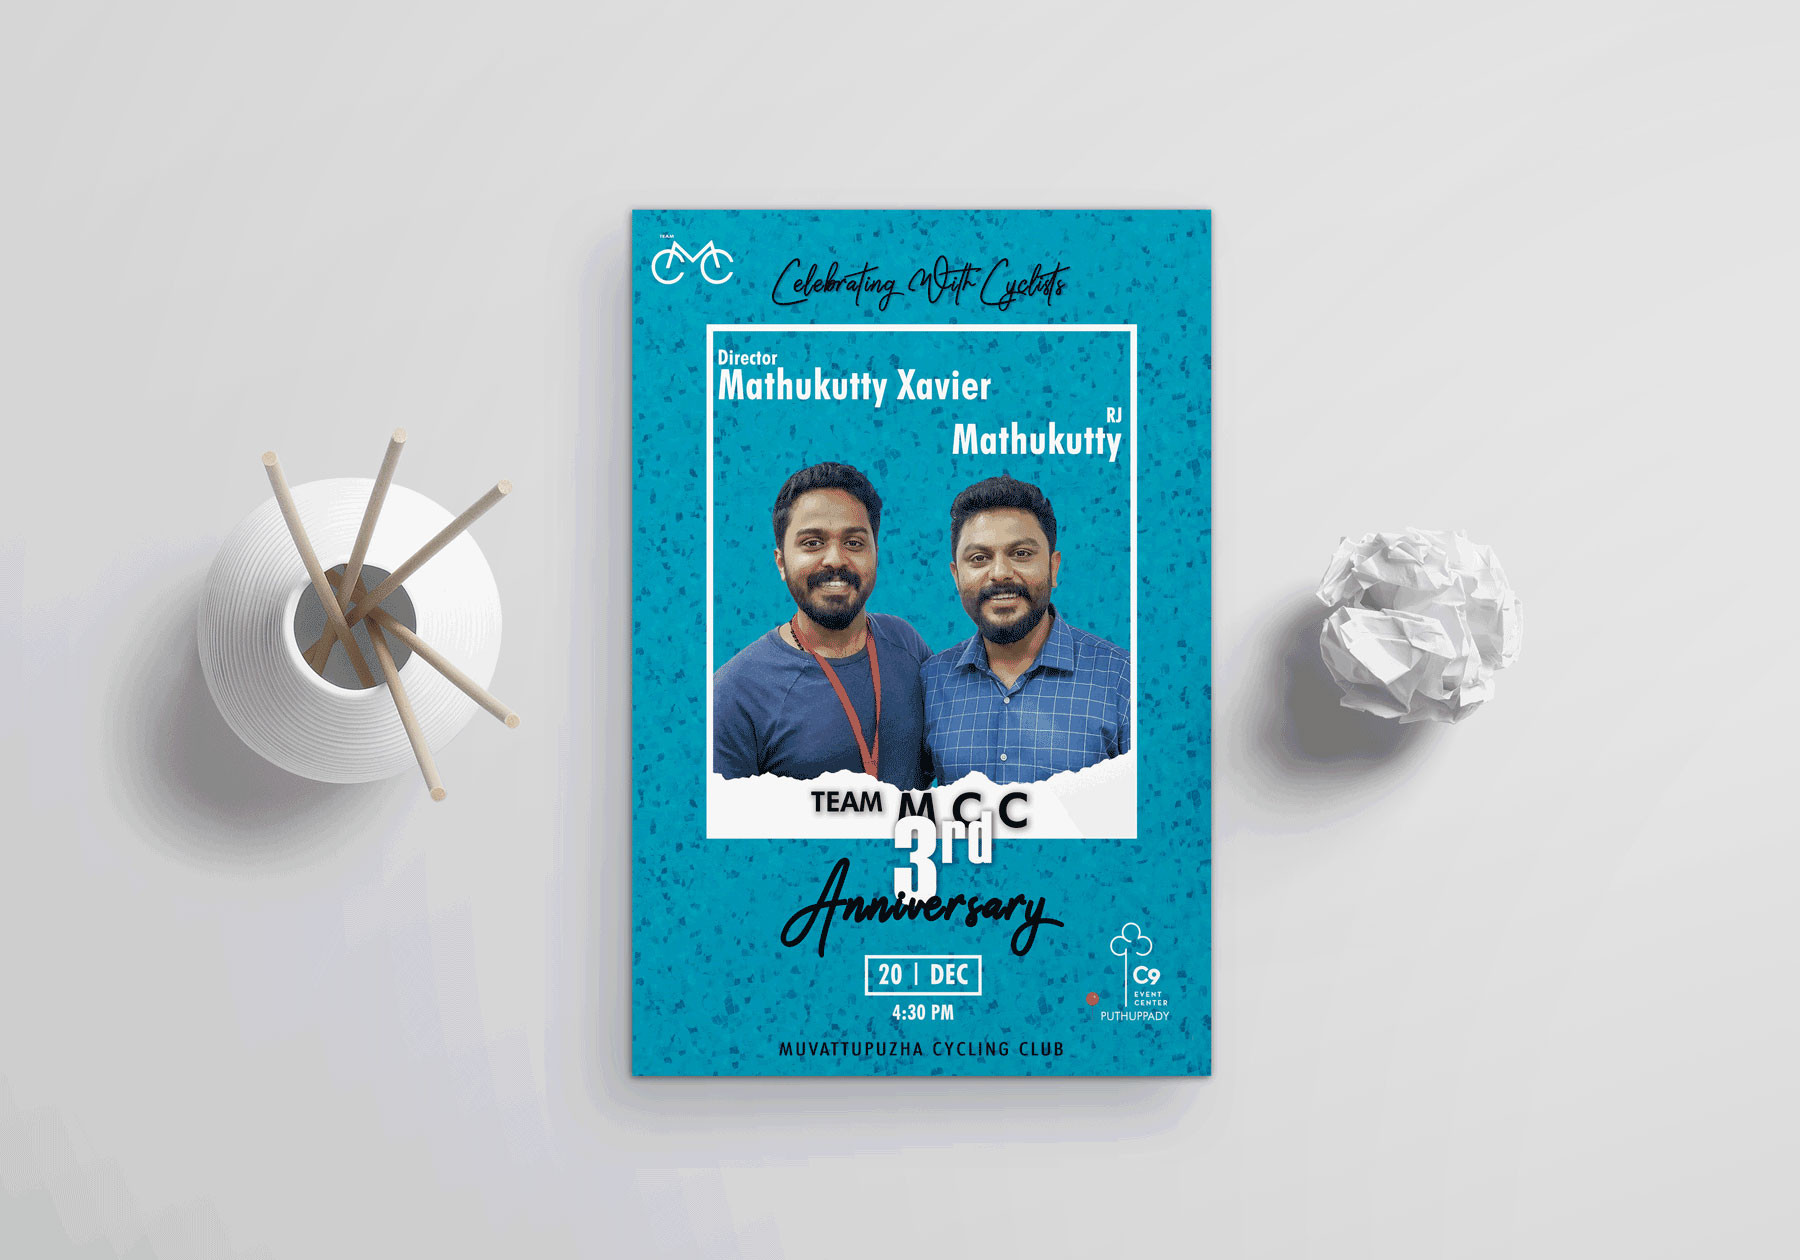 TEAM
CMC
Celebrating With Cyclists
Director
Mathukutty Xavier
RJ
Mathukutty
TEAM MCC
3rd
Anniversary
20 | DEC
4:30 PM
C9
EVENT
CENTER
PUTHUPPADY
MUVATTUPUZHA CYCLING CLUB